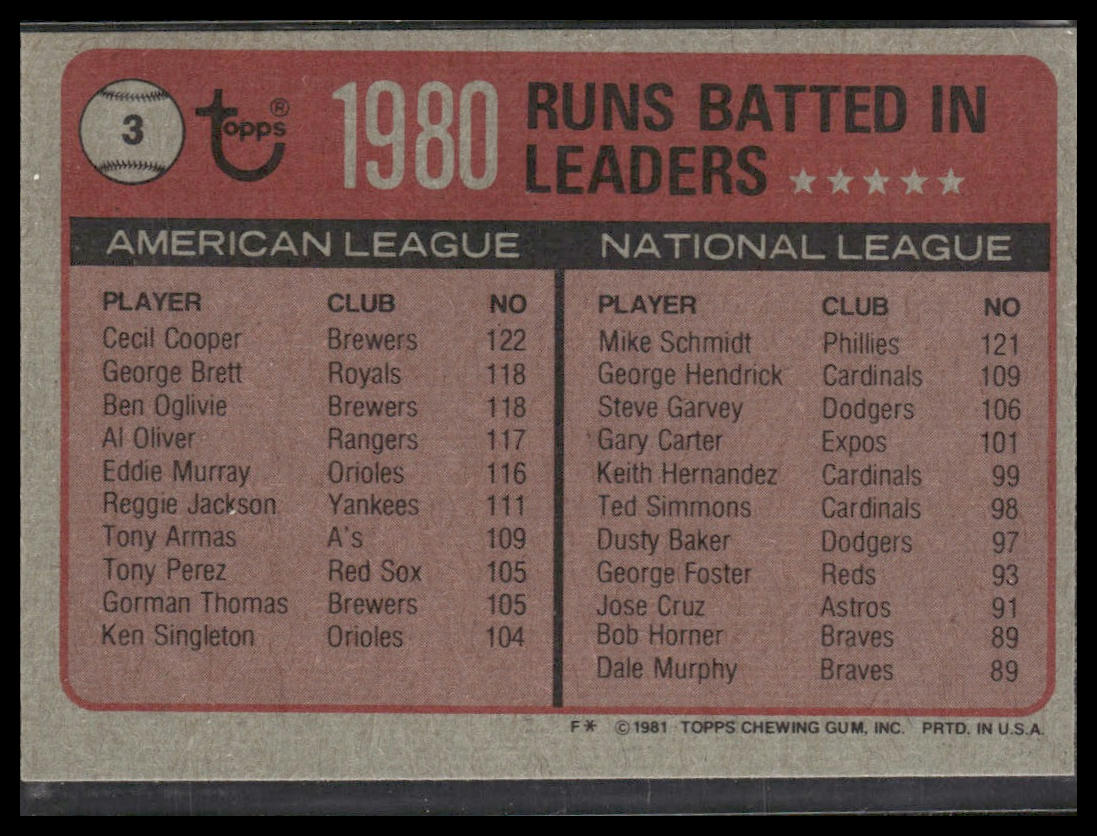 3 Topps® 1980 RUNS BATTED IN
LEADERS
AMERICAN LEAGUE
PLAYER CLUB NO
Cecil Cooper Brewers 122
George Brett Royals 118
Ben Oglivie Brewers 118
Al Oliver Rangers 117
Eddie Murray Orioles 116
Reggie Jackson Yankees 111
Tony Armas A's 109
Tony Perez Red Sox 105
Gorman Thomas Brewers 105
Ken Singleton Orioles 104
NATIONAL LEAGUE
PLAYER CLUB NO
Mike Schmidt Phillies 121
George Hendrick Cardinals 109
Steve Garvey Dodgers 106
Gary Carter Expos 101
Keith Hernandez Cardinals 99
Ted Simmons Cardinals 98
Dusty Baker Dodgers 97
George Foster Reds 93
Jose Cruz Astros 91
Bob Horner Braves 89
Dale Murphy Braves 89
F* ©1981 TOPPS CHEWING GUM, INC. PRTD. IN U.S.A.